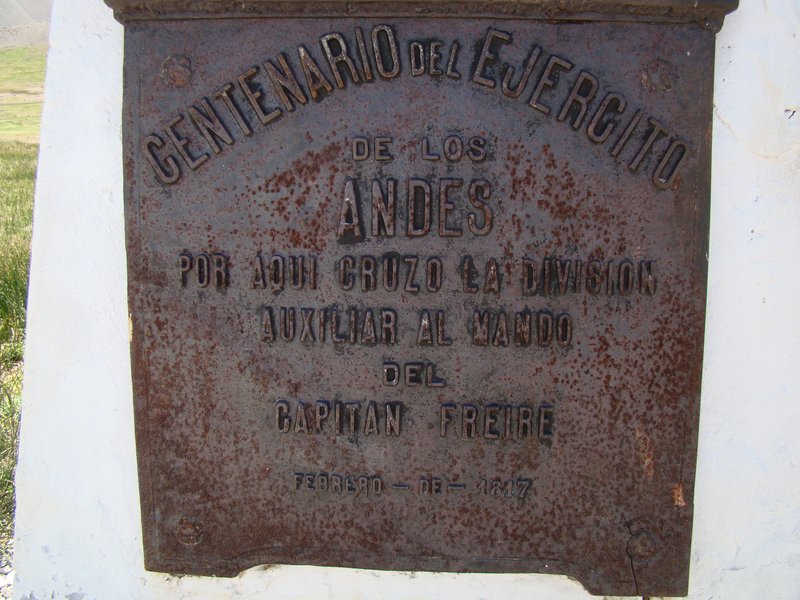 CENTENARIO DEL EJERCITO
DE LOS
ANDES
POR AQUI CRUZO LA DIVISION
AUXILIAR AL MANDO
DEL
CAPITAN FREIRE
FEBRERO — DE — 1817